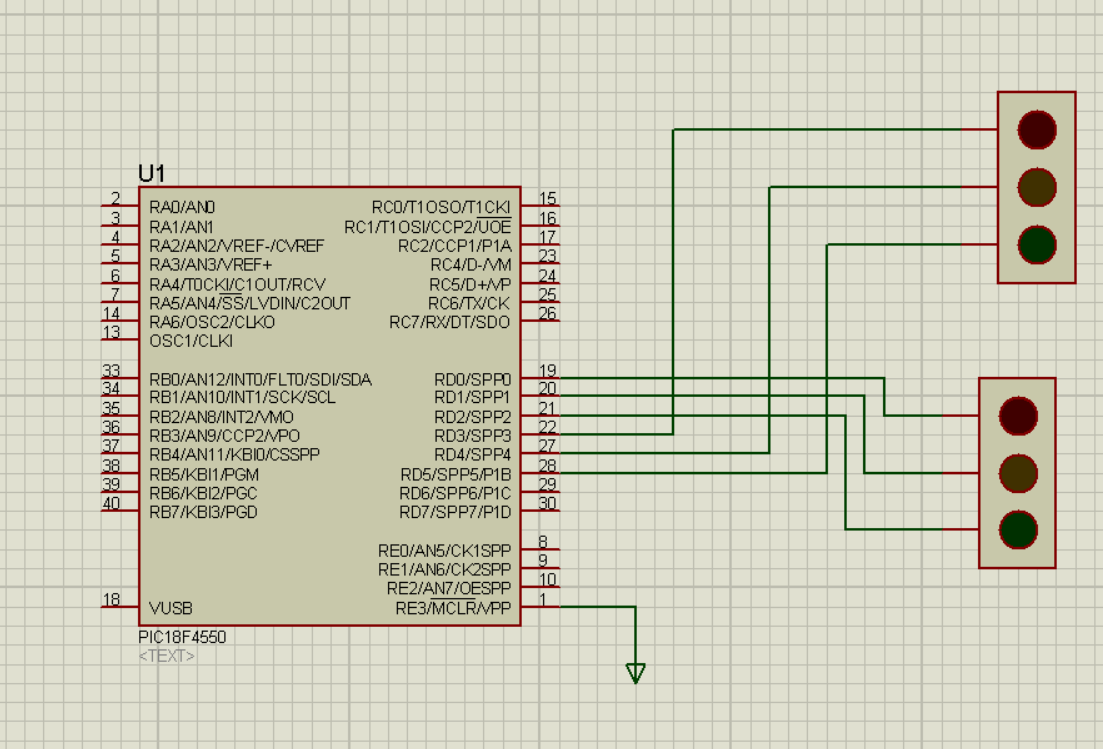 U1
2 RA0/AN0
3 RA1/AN1
4 RA2/AN2/VREF-/CVREF
5 RA3/AN3/VREF+
6 RA4/T0CKI/C1OUT/RCV
7 RA5/AN4/SS/LVDIN/C2OUT
14 RA6/OSC2/CLKO
13 OSC1/CLKI
33 RB0/AN12/INT0/FLT0/SDI/SDA
34 RB1/AN10/INT1/SCK/SCL
35 RB2/AN8/INT2/VMO
36 RB3/AN9/CCP2/VPO
37 RB4/AN11/KBI0/CSSPP
38 RB5/KBI1/PGM
39 RB6/KBI2/PGC
40 RB7/KBI3/PGD
18 VUSB
RC0/T1OSO/T1CKI 15
RC1/T1OSI/CCP2/UOE 16
RC2/CCP1/P1A 17
RC4/D-/VM 23
RC5/D+/VP 24
RC6/TX/CK 25
RC7/RX/DT/SDO 26
RD0/SPP0 19
RD1/SPP1 20
RD2/SPP2 21
RD3/SPP3 22
RD4/SPP4 27
RD5/SPP5/P1B 28
RD6/SPP6/P1C 29
RD7/SPP7/P1D 30
RE0/AN5/CK1SPP 8
RE1/AN6/CK2SPP 9
RE2/AN7/OESPP 10
RE3/MCLR/VPP 1
PIC18F4550
<TEXT>